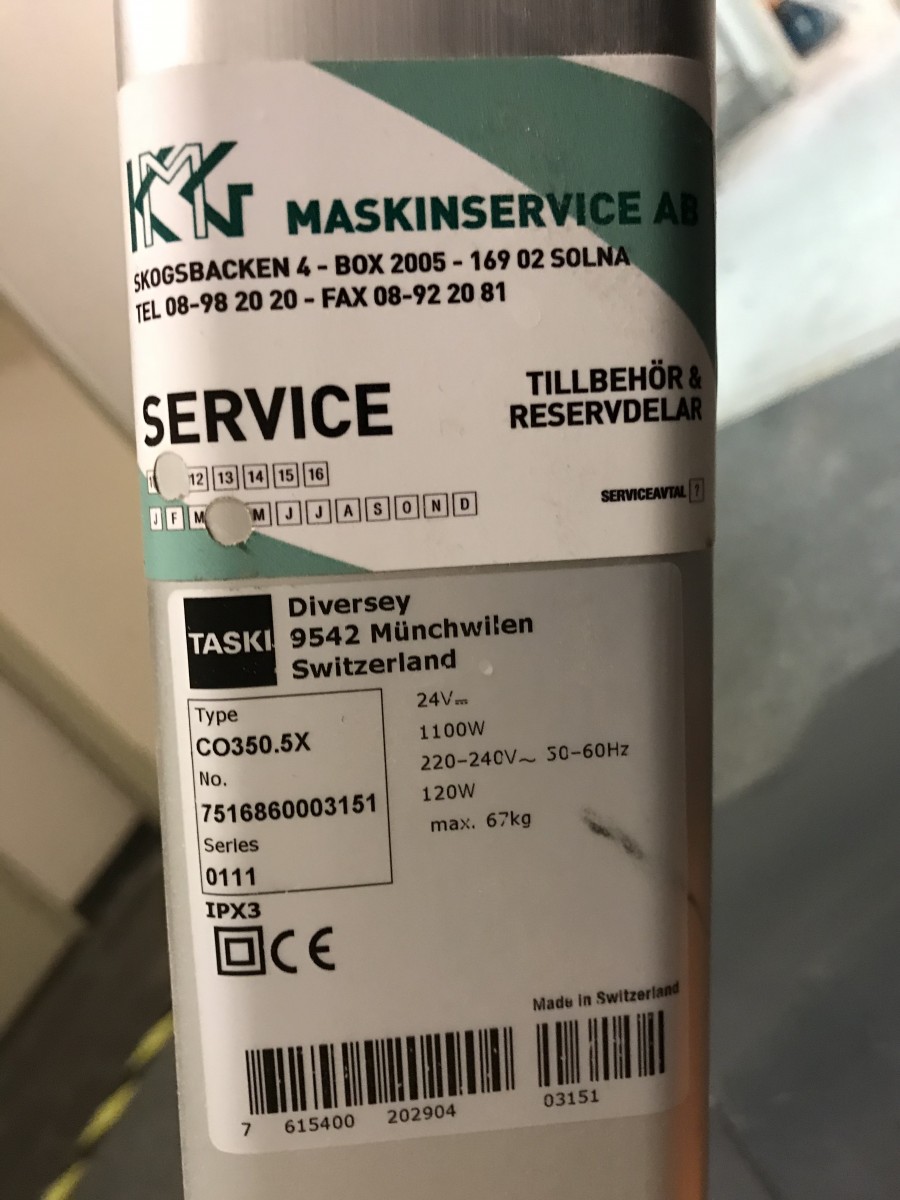 KMV MASKINSERVICE AB
SKOGSBACKEN 4 - BOX 2005 - 169 02 SOLNA
TEL 08-98 20 20 - FAX 08-92 20 81
SERVICE
TILLBEHÖR &
RESERVDELAR
12 13 14 15 16
SERVICEAVTAL ?
J F M M J J A S O N D
TASKI
Diversey
9542 Münchwilen
Switzerland
Type
CO350.5X
No.
7516860003151
Series
0111
24V⎓
1100W
220-240V~ 50-60Hz
120W
max. 67kg
IPX3
CE
Made in Switzerland
7 615400 202904
03151